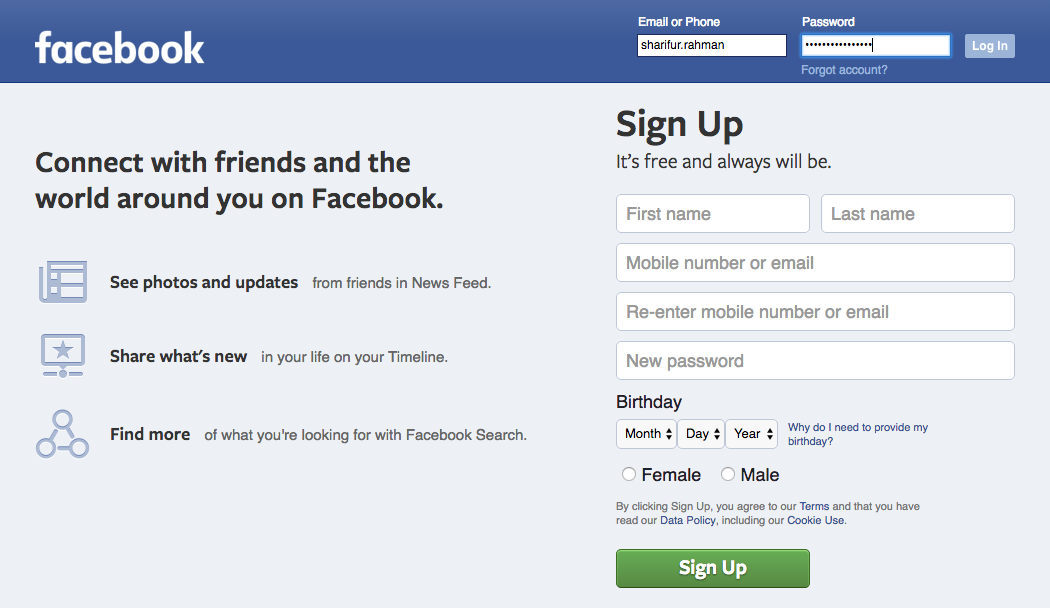 facebook
Email or Phone
Password
sharifur.rahman
••••••••••••••••
Log In
Forgot account?
Connect with friends and the
world around you on Facebook.
See photos and updates from friends in News Feed.
Share what's new in your life on your Timeline.
Find more of what you're looking for with Facebook Search.
Sign Up
It's free and always will be.
First name
Last name
Mobile number or email
Re-enter mobile number or email
New password
Birthday
Month
Day
Year
Why do I need to provide my
birthday?
Female
Male
By clicking Sign Up, you agree to our Terms and that you have
read our Data Policy, including our Cookie Use.
Sign Up